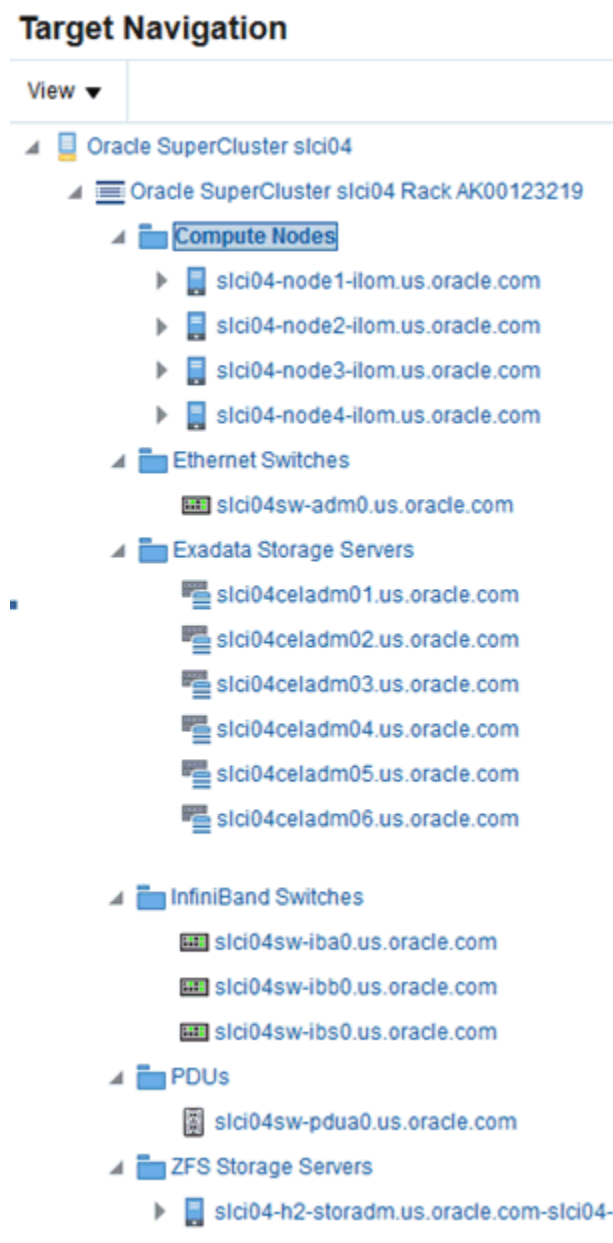 Target Navigation
View
Oracle SuperCluster slci04
Oracle SuperCluster slci04 Rack AK00123219
Compute Nodes
slci04-node1-ilom.us.oracle.com
slci04-node2-ilom.us.oracle.com
slci04-node3-ilom.us.oracle.com
slci04-node4-ilom.us.oracle.com
Ethernet Switches
slci04sw-adm0.us.oracle.com
Exadata Storage Servers
slci04celadm01.us.oracle.com
slci04celadm02.us.oracle.com
slci04celadm03.us.oracle.com
slci04celadm04.us.oracle.com
slci04celadm05.us.oracle.com
slci04celadm06.us.oracle.com
InfiniBand Switches
slci04sw-iba0.us.oracle.com
slci04sw-ibb0.us.oracle.com
slci04sw-ibs0.us.oracle.com
PDUs
slci04sw-pdua0.us.oracle.com
ZFS Storage Servers
slci04-h2-storadm.us.oracle.com-slci04-